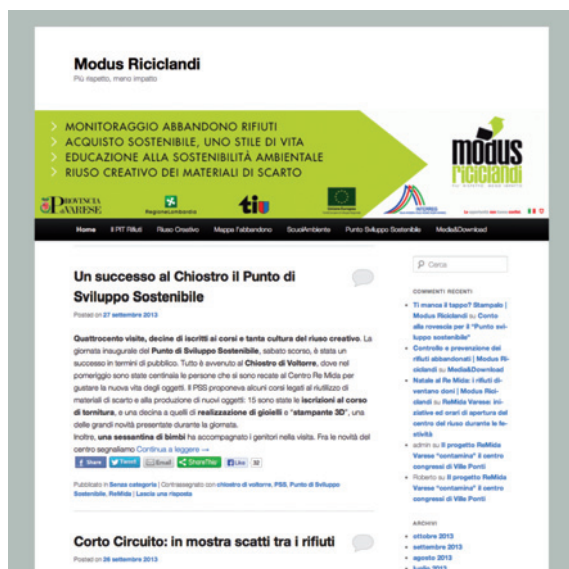 Modus Riciclandi
Più rispetto, meno impatto
MONITORAGGIO ABBANDONO RIFIUTI
ACQUISTO SOSTENIBILE, UNO STILE DI VITA
EDUCAZIONE ALLA SOSTENIBILITÀ AMBIENTALE
RIUSO CREATIVO DEI MATERIALI DI SCARTO
modus
riciclandi
più rispetto meno impatto
PROVINCIA
di VARESE
RegioneLombardia
tiu
INTERREG
Home Il PIT Rifiuti Riuso Creativo Mappa l'abbandono ScuolAmbiente Punto Sviluppo Sostenibile Media&Download
Un successo al Chiostro il Punto di
Sviluppo Sostenibile
Posted on 27 settembre 2013
Quattrocento visite, decine di iscritti ai corsi e tanta cultura del riuso creativo. La
giornata inaugurale del Punto di Sviluppo Sostenibile, sabato scorso, è stata
un successo in termini di pubblico. Tutto è avvenuto al Chiostro di Voltorre, dove nel
pomeriggio sono state centinaia le persone che si sono recate al Centro Re Mida per
gustare la nuova vita degli oggetti. Il PSS proponeva alcuni corsi legati al riutilizzo di
materiali di scarto e alla produzione di nuovi oggetti: 15 sono state le iscrizioni al corso
di tornitura, e una decina a quelli di realizzazione di gioielli e "stampante 3D", una
delle grandi novità presentate durante la giornata.
Inoltre, una sessantina di bimbi ha accompagnato i genitori nella visita. Fra le novità del
centro segnaliamo Continua a leggere →
Share Tweet Email ShareThis Like 32
Pubblicato in Senza categoria | Contrassegnato con chiostro di voltorre, PSS, Punto di Sviluppo
Sostenibile, ReMida | Lascia una risposta
Corto Circuito: in mostra scatti tra i rifiuti
Posted on 26 settembre 2013
Cerca
COMMENTI RECENTI
Ti manca il tappo? Stampalo |
Modus Riciclandi su Conto
alla rovescia per il "Punto svi-
luppo sostenibile"
Controllo e prevenzione dei
rifiuti abbandonati | Modus Ri-
ciclandi su Media&Download
Natale al Re Mida: i rifiuti di-
ventano doni | Modus Rici-
clandi su ReMida Varese: ini-
ziative ed orari di apertura del
centro del riuso durante le fe-
stività
admin su Il progetto ReMida
Varese "contamina" il centro
congressi di Ville Ponti
Roberto su Il progetto ReMida
Varese "contamina" il centro
congressi di Ville Ponti
ARCHIVI
ottobre 2013
settembre 2013
agosto 2013
luglio 2013